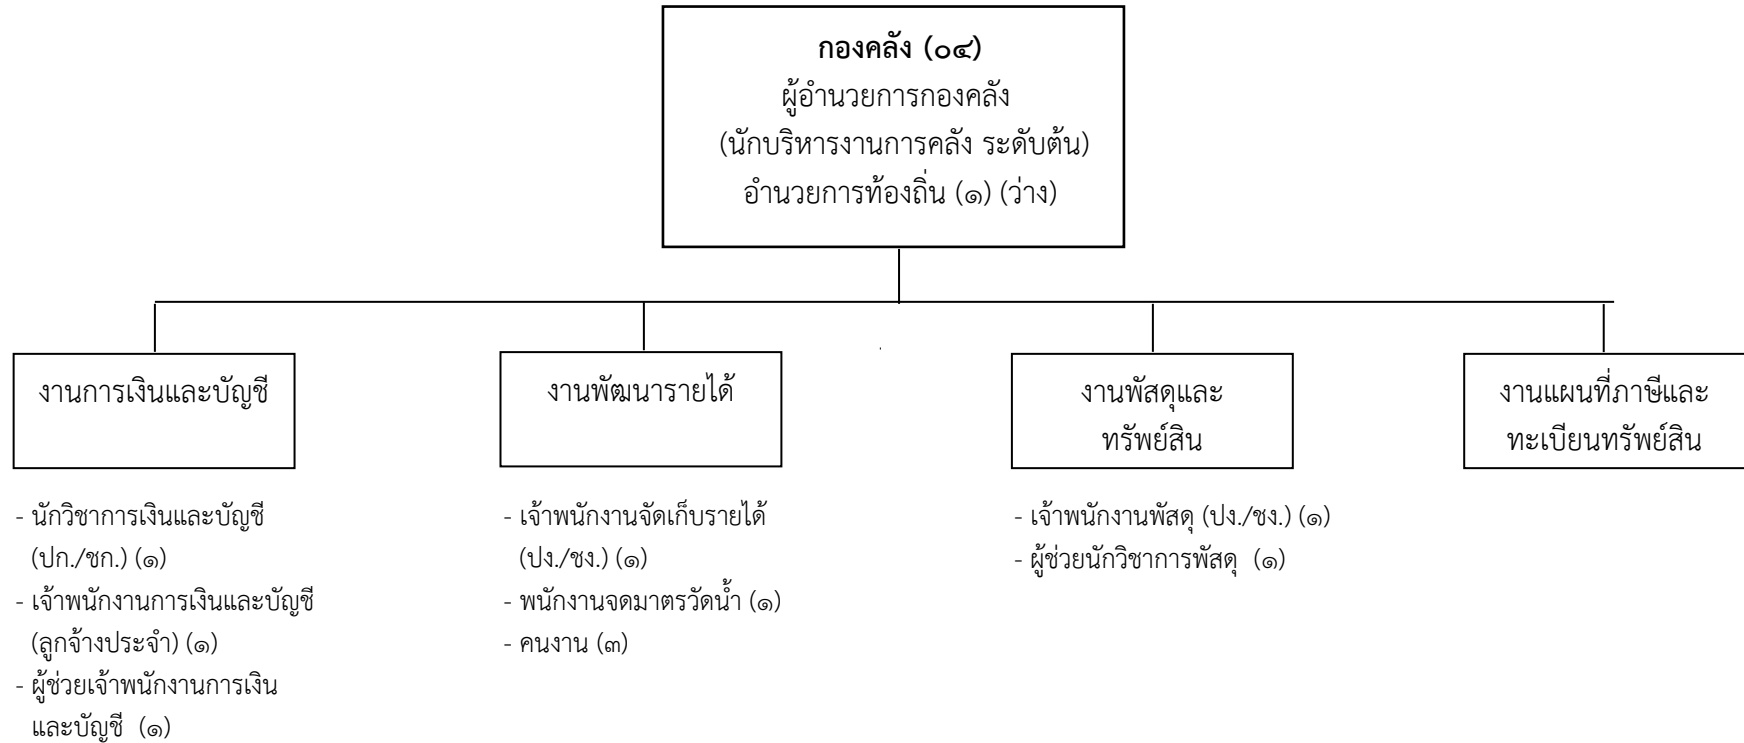 กองคลัง (๐๔)
ผู้อำนวยการกองคลัง
(นักบริหารงานการคลัง ระดับต้น)
อำนวยการท้องถิ่น (๑) (ว่าง)
งานการเงินและบัญชี
- นักวิชาการเงินและบัญชี
(ปก./ชก.) (๑)
- เจ้าพนักงานการเงินและบัญชี
(ลูกจ้างประจำ) (๑)
- ผู้ช่วยเจ้าพนักงานการเงิน
และบัญชี (๑)
งานพัฒนารายได้
- เจ้าพนักงานจัดเก็บรายได้
(ปง./ชง.) (๑)
- พนักงานจดมาตรวัดน้ำ (๑)
- คนงาน (๓)
งานพัสดุและ
ทรัพย์สิน
- เจ้าพนักงานพัสดุ (ปง./ชง.) (๑)
- ผู้ช่วยนักวิชาการพัสดุ (๑)
งานแผนที่ภาษีและ
ทะเบียนทรัพย์สิน